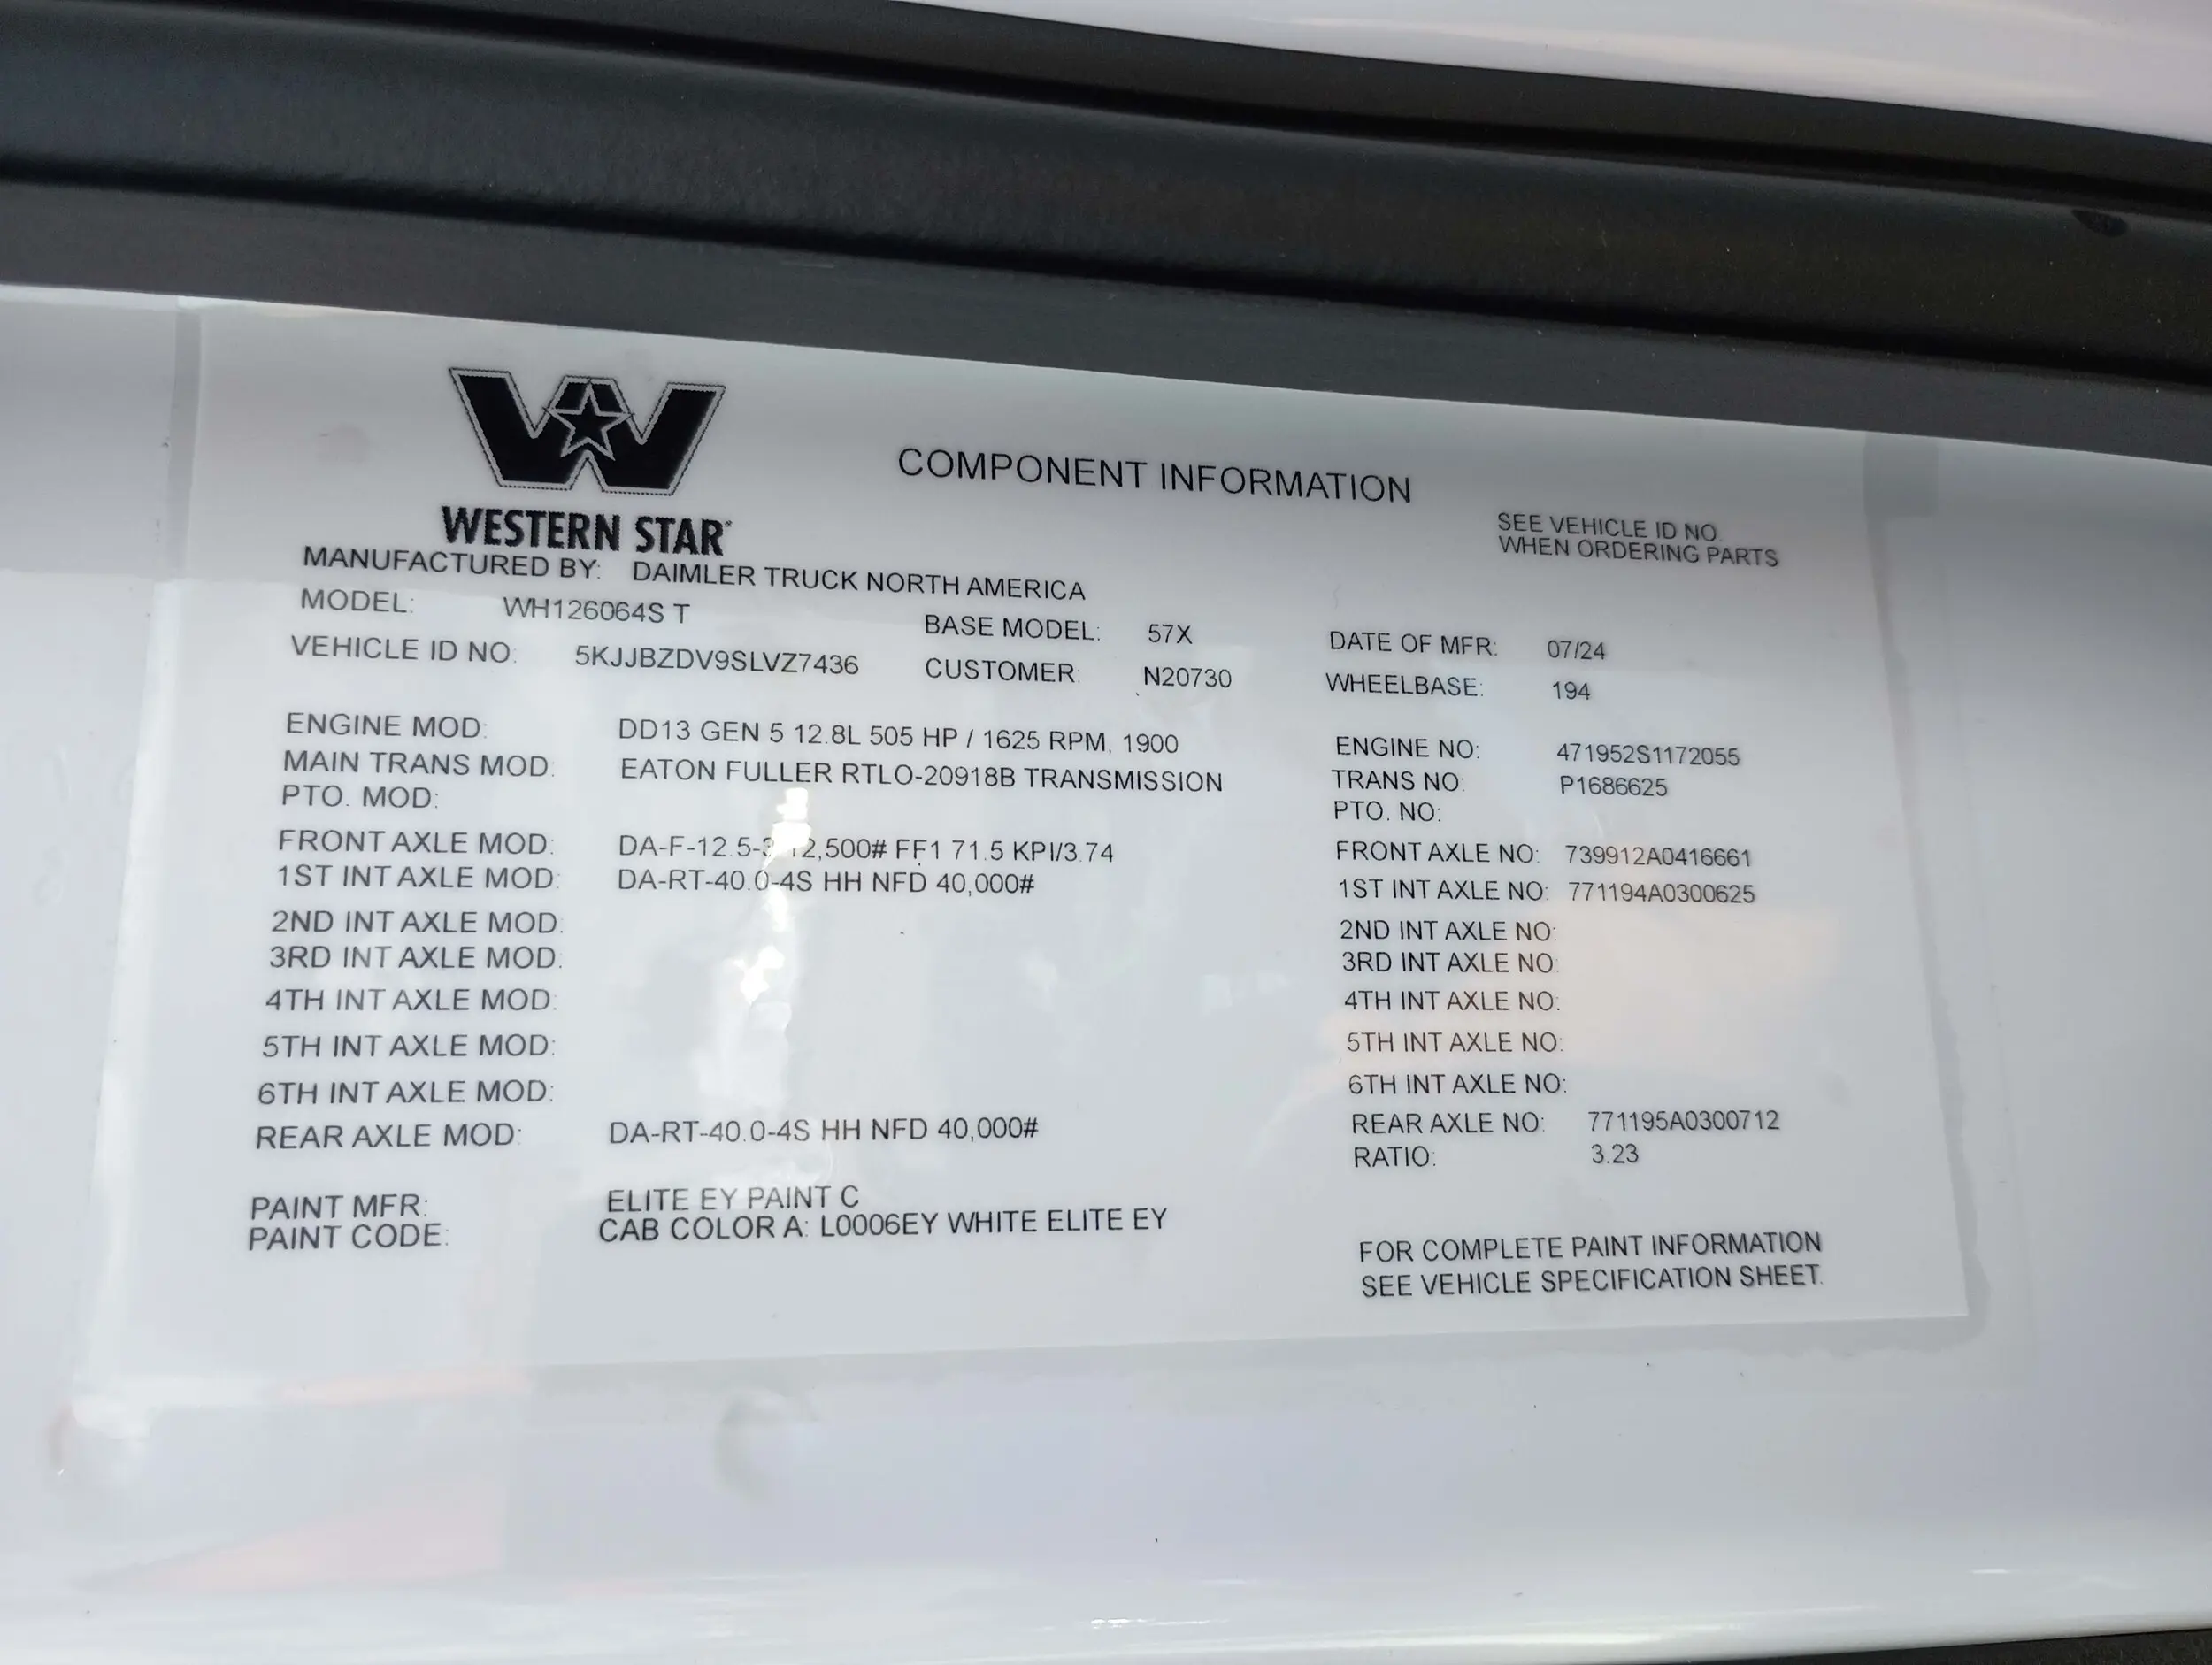 WESTERN STAR
COMPONENT INFORMATION
SEE VEHICLE ID NO.
WHEN ORDERING PARTS
MANUFACTURED BY: DAIMLER TRUCK NORTH AMERICA
MODEL: WH126064S T BASE MODEL: 57X DATE OF MFR: 07/24
VEHICLE ID NO: 5KJJBZDV9SLVZ7436 CUSTOMER: N20730 WHEELBASE: 194
ENGINE MOD: DD13 GEN 5 12.8L 505 HP / 1625 RPM, 1900 ENGINE NO: 471952S1172055
MAIN TRANS MOD: EATON FULLER RTLO-20918B TRANSMISSION TRANS NO: P1686625
PTO. MOD: PTO. NO:
FRONT AXLE MOD: DA-F-12.5-3 12,500# FF1 71.5 KPI/3.74 FRONT AXLE NO: 739912A0416661
1ST INT AXLE MOD: DA-RT-40.0-4S HH NFD 40,000# 1ST INT AXLE NO: 771194A0300625
2ND INT AXLE MOD: 2ND INT AXLE NO:
3RD INT AXLE MOD: 3RD INT AXLE NO:
4TH INT AXLE MOD: 4TH INT AXLE NO:
5TH INT AXLE MOD: 5TH INT AXLE NO:
6TH INT AXLE MOD: 6TH INT AXLE NO:
REAR AXLE MOD: DA-RT-40.0-4S HH NFD 40,000# REAR AXLE NO: 771195A0300712
RATIO: 3.23
PAINT MFR: ELITE EY PAINT C
PAINT CODE: CAB COLOR A: L0006EY WHITE ELITE EY
FOR COMPLETE PAINT INFORMATION
SEE VEHICLE SPECIFICATION SHEET.